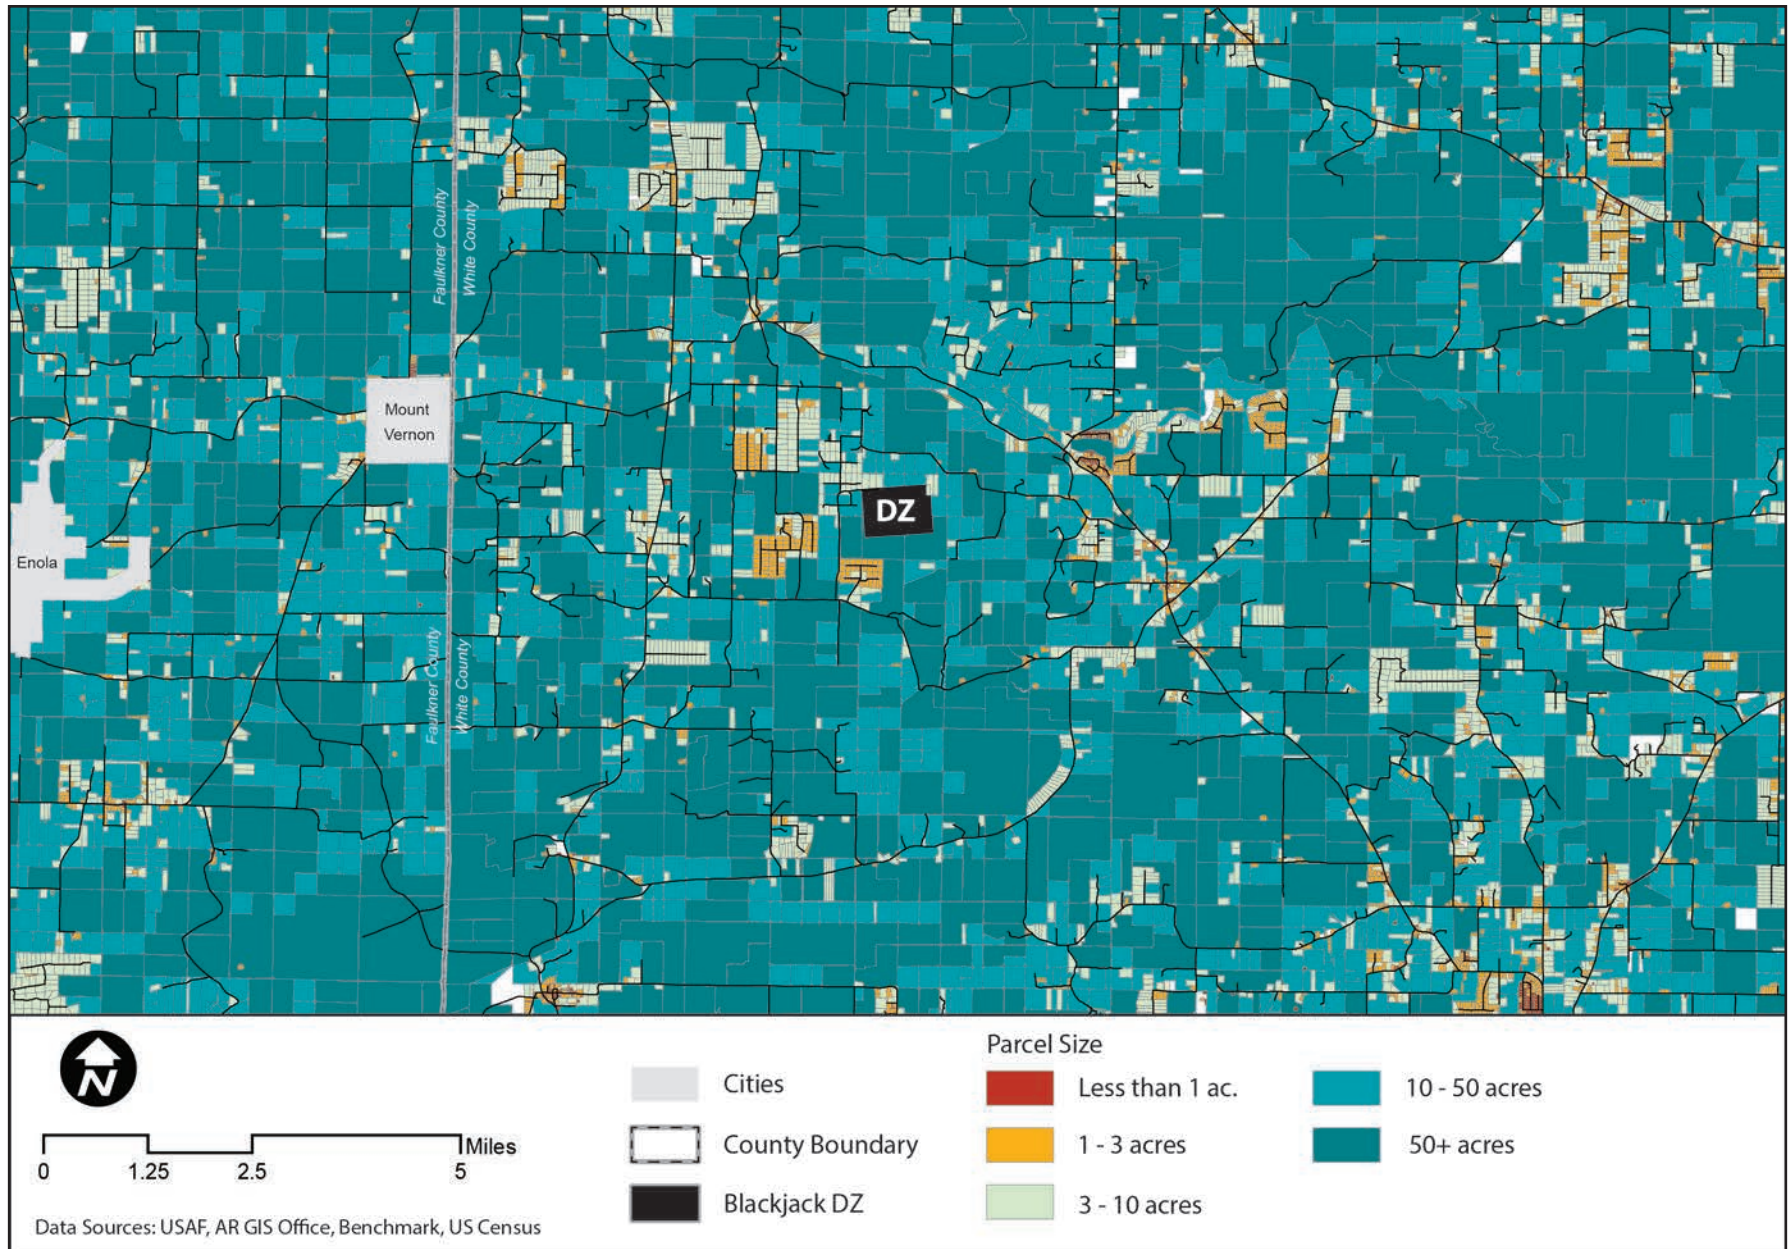 Faulkner County
White County
Mount
Vernon
DZ
Enola
Faulkner County
White County
N
Miles
0 1.25 2.5 5
Data Sources: USAF, AR GIS Office, Benchmark, US Census
Cities
County Boundary
Blackjack DZ
Parcel Size
Less than 1 ac.
1 - 3 acres
3 - 10 acres
10 - 50 acres
50+ acres